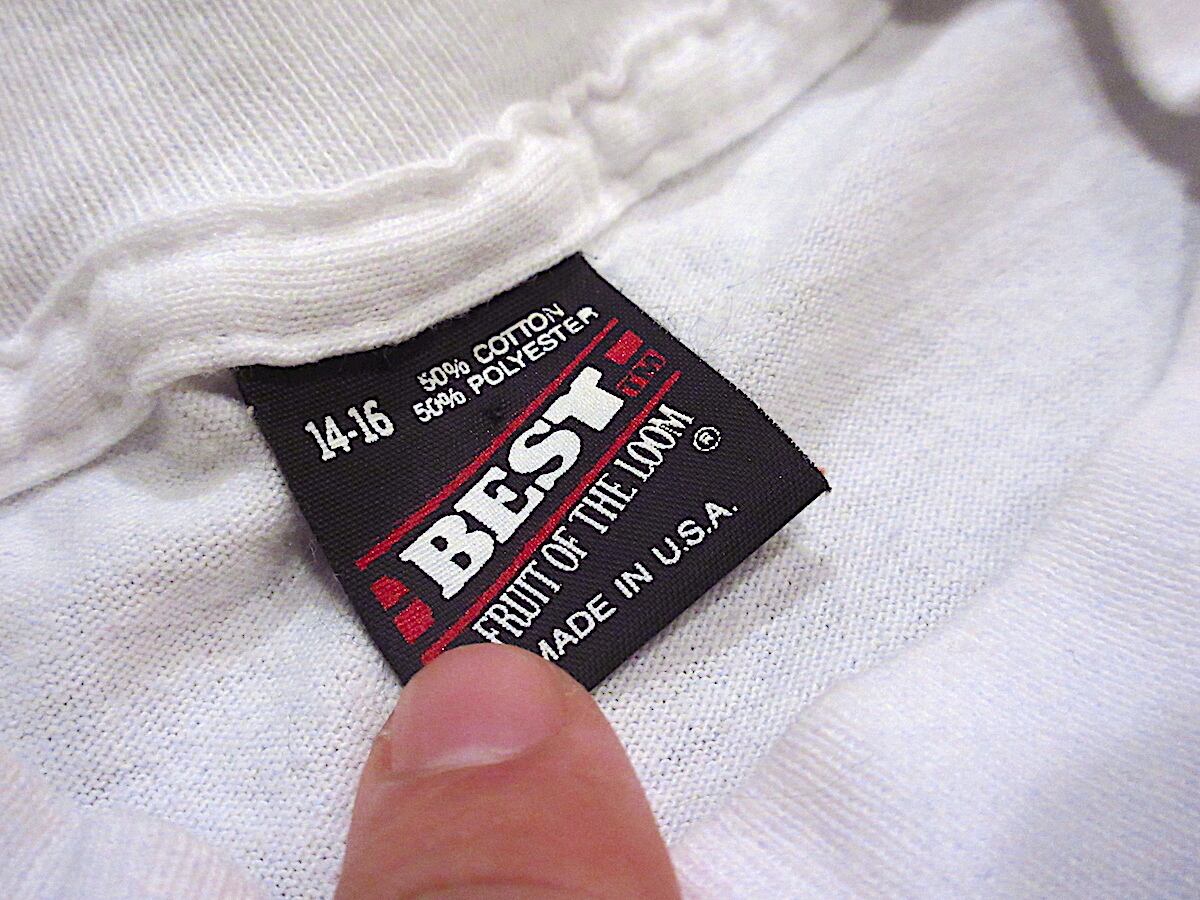 50% COTTON
50% POLYESTER
14-16
BEST
FRUIT OF THE LOOM ®
MADE IN U.S.A.